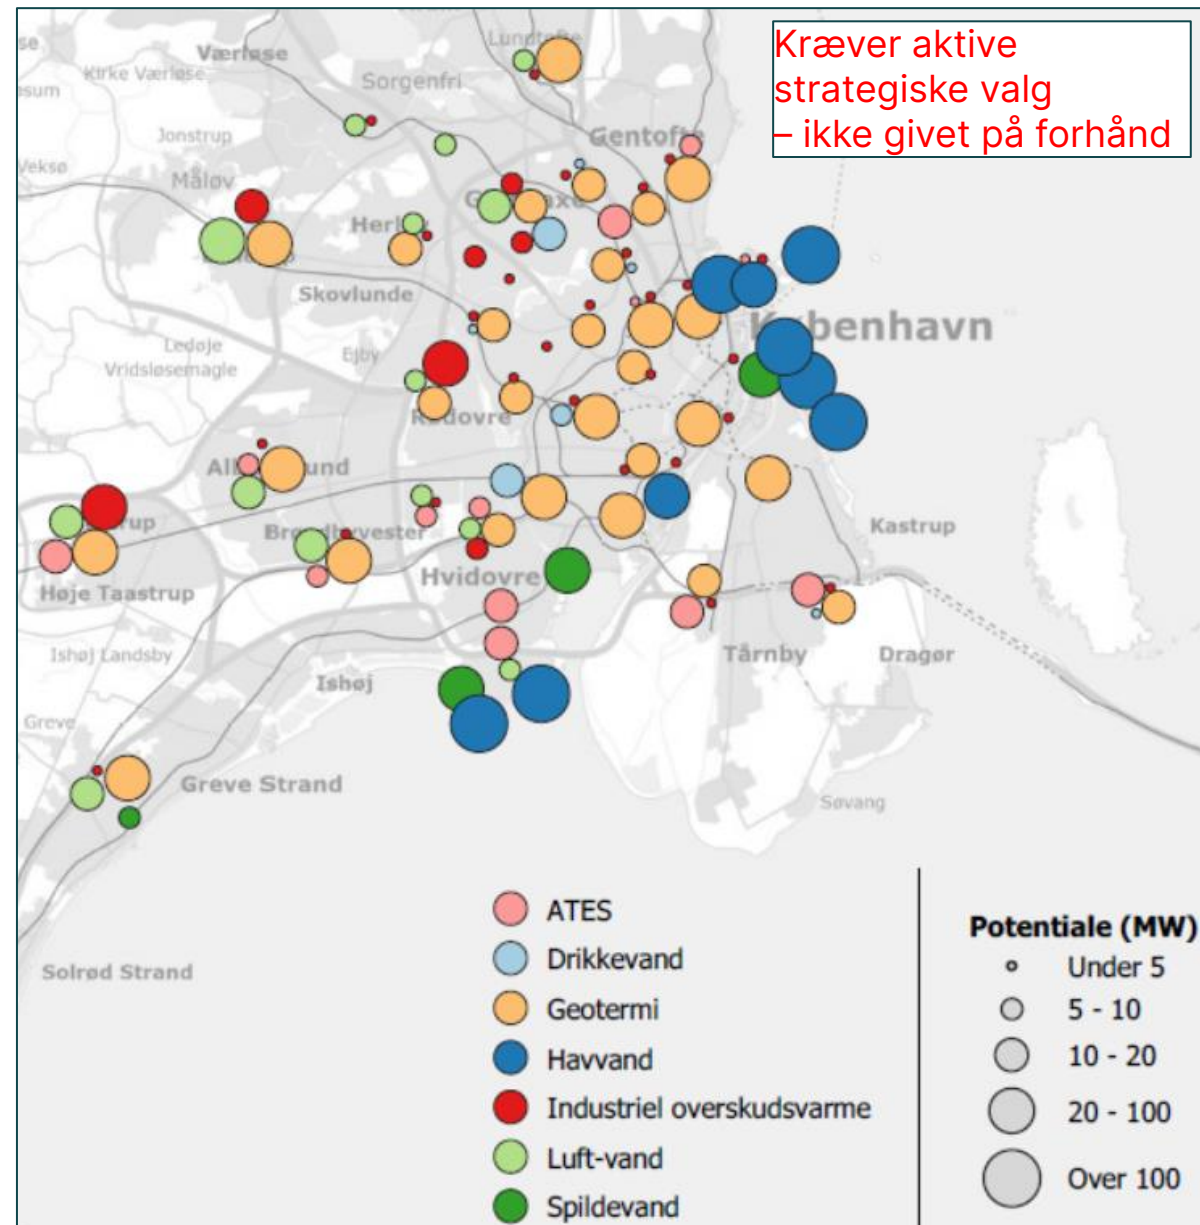 Kræver aktive
strategiske valg
– ikke givet på forhånd
Værløse
Kirke Værløse
Sorgenfri
Jonstrup
Gentofte
Veksø
Måløv
Skovlunde
København
Ledøje
Vridsløsemagle
Ejby
Kastrup
Hvidovre
Høje Taastrup
Ishøj Landsby
Ishøj
Tårnby
Dragør
Greve
Greve Strand
Søvang
Solrød Strand
ATES
Drikkevand
Geotermi
Havvand
Industriel overskudsvarme
Luft-vand
Spildevand
Potentiale (MW)
Under 5
5 - 10
10 - 20
20 - 100
Over 100